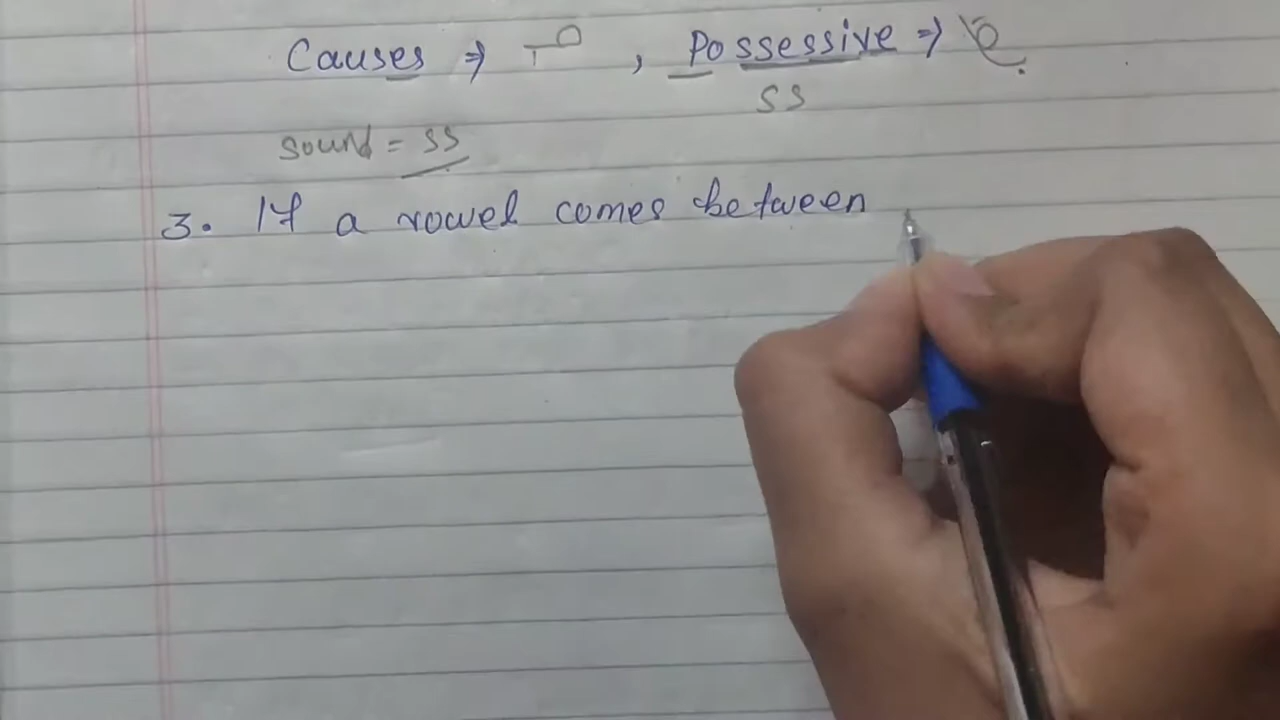 Causes ⇒ , Possessive ⇒
ss
sound = ss
3. If a vowel comes between